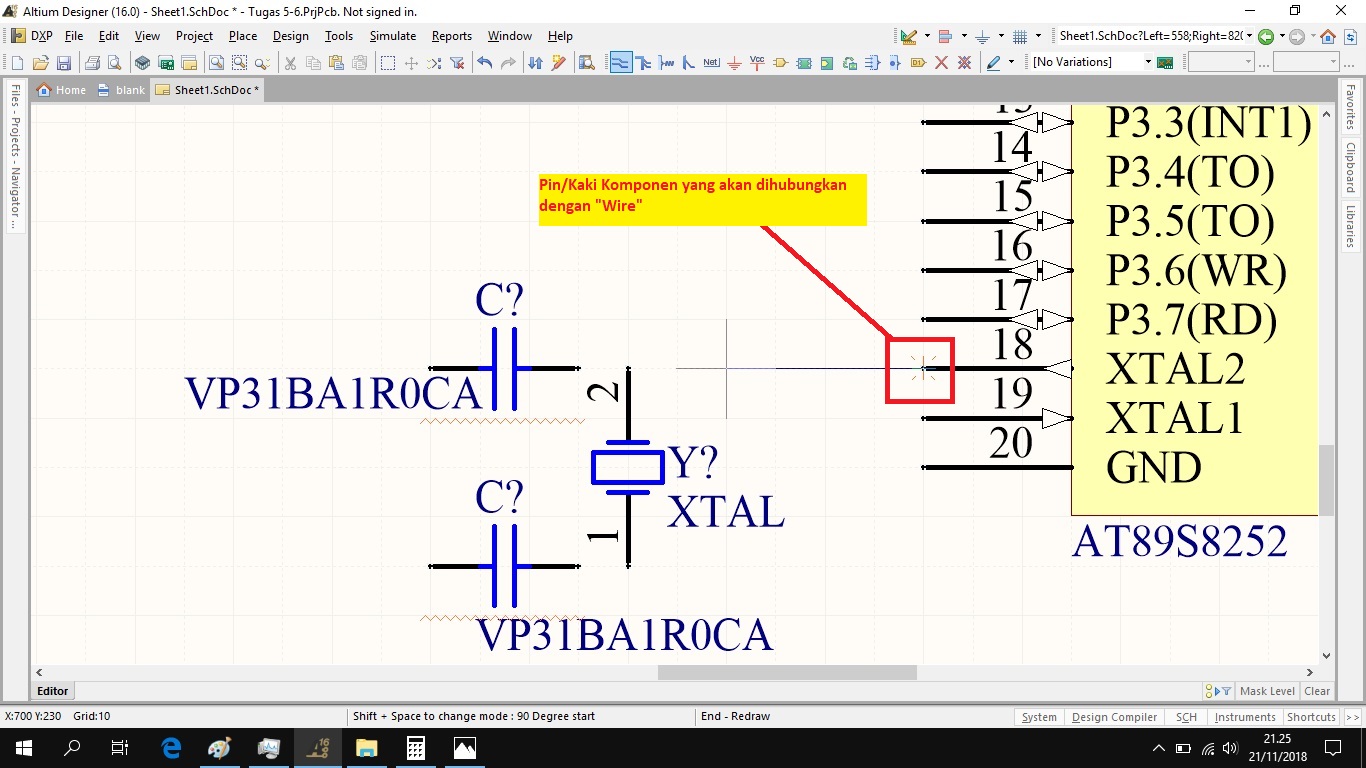 Altium Designer (16.0) - Sheet1.SchDoc * - Tugas 5-6.PrjPcb. Not signed in.
DXP File Edit View Project Place Design Tools Simulate Reports Window Help
Sheet1.SchDoc?Left=558;Right=820
Net
Vcc
[No Variations]
...
...
Home
blank
Sheet1.SchDoc *
Files - Projects - Navigator ...
Favorites
Clipboard
Libraries
P3.3(INT1)
14
P3.4(TO)
15
P3.5(TO)
16
P3.6(WR)
17
P3.7(RD)
18
XTAL2
19
XTAL1
20
GND
AT89S8252
Pin/Kaki Komponen yang akan dihubungkan
dengan "Wire"
C?
VP31BA1R0CA
2
Y?
XTAL
1
C?
VP31BA1R0CA
Editor
Mask Level
Clear
X:700 Y:230 Grid:10
Shift + Space to change mode : 90 Degree start
End - Redraw
System
Design Compiler
SCH
Instruments
Shortcuts
>>
16
21.25
21/11/2018